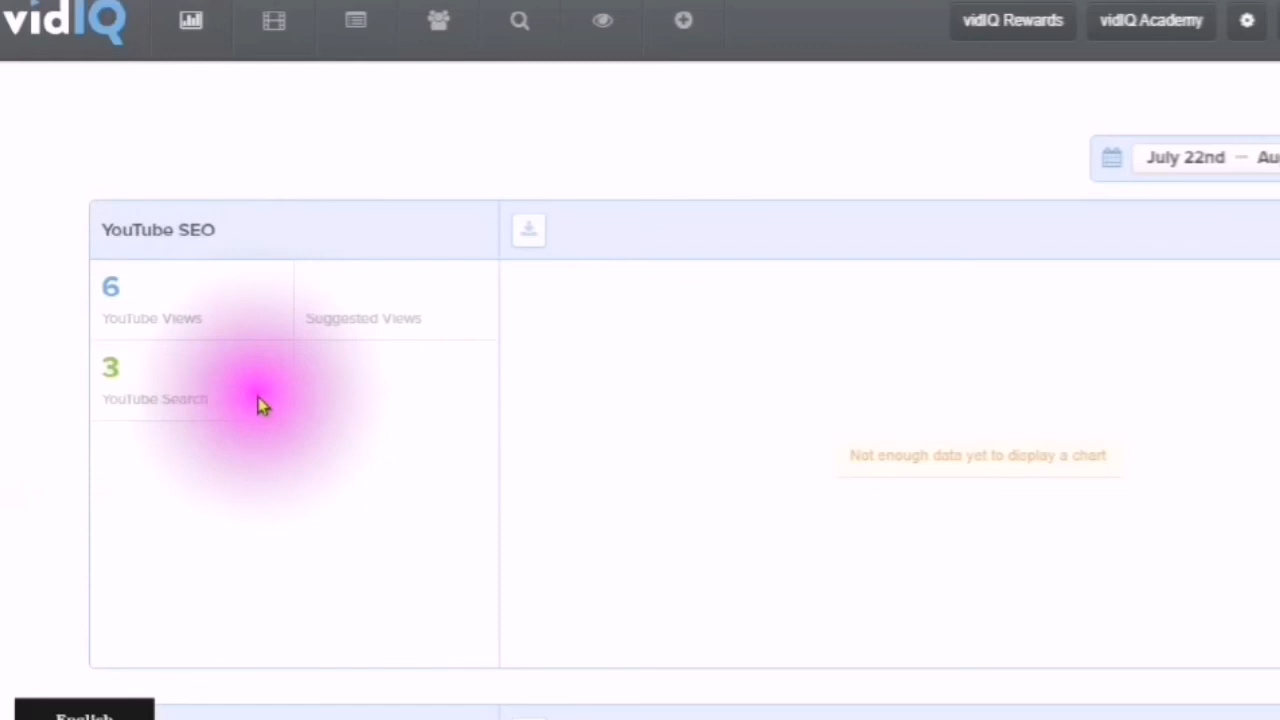 vidIQ
vidIQ Rewards
vidIQ Academy
July 22nd —
YouTube SEO
6
YouTube Views
Suggested Views
3
YouTube Search
Not enough data yet to display a chart
English